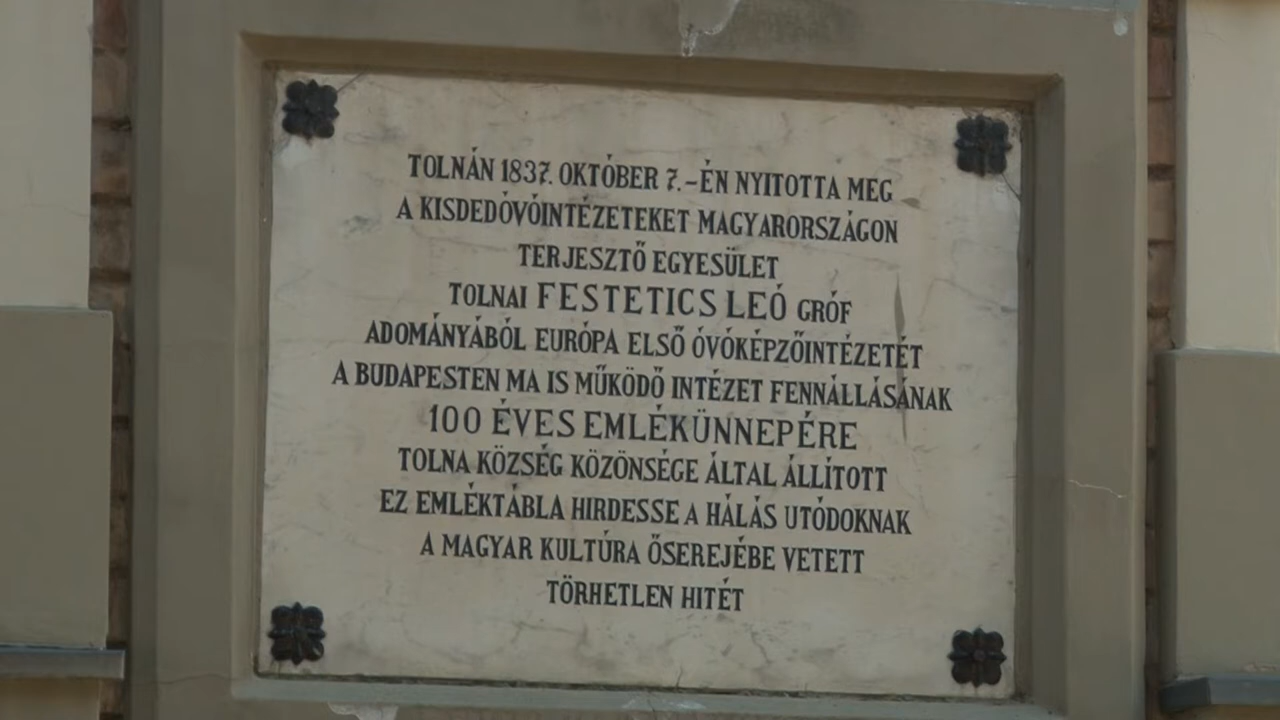 TOLNÁN 1837. OKTÓBER 7.-ÉN NYITOTTA MEG
A KISDEDÓVÓINTÉZETEKET MAGYARORSZÁGON
TERJESZTŐ EGYESÜLET
TOLNAI FESTETICS LEÓ GRÓF
ADOMÁNYÁBÓL EURÓPA ELSŐ ÓVÓKÉPZŐINTÉZETÉT
A BUDAPESTEN MA IS MŰKÖDŐ INTÉZET FENNÁLLÁSÁNAK
100 ÉVES EMLÉKÜNNEPÉRE
TOLNA KÖZSÉG KÖZÖNSÉGE ÁLTAL ÁLLÍTOTT
EZ EMLÉKTÁBLA HIRDESSE A HÁLÁS UTÓDOKNAK
A MAGYAR KULTÚRA ŐSEREJÉBE VETETT
TÖRHETLEN HITÉT